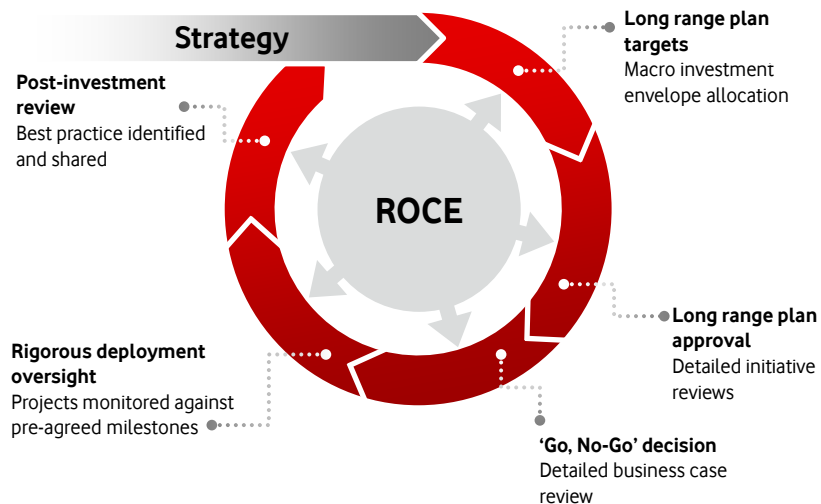 Strategy
Long range plan
targets
Macro investment
envelope allocation
Post-investment
review
Best practice identified
and shared
ROCE
Long range plan
approval
Detailed initiative
reviews
Rigorous deployment
oversight
Projects monitored against
pre-agreed milestones
‘Go, No-Go’ decision
Detailed business case
review